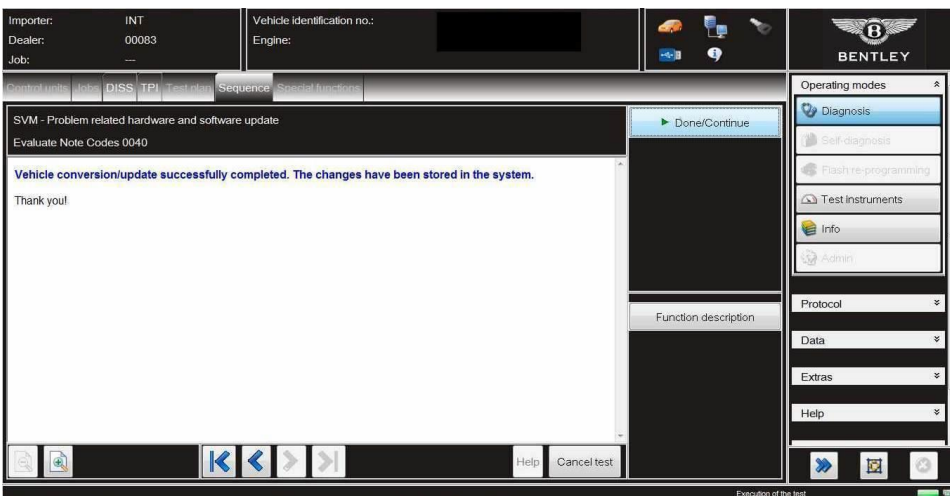 Importer: INT
Dealer: 00083
Job: ---
Vehicle identification no.:
Engine:
BENTLEY
Control units Jobs DISS TPI Test plan Sequence Special functions
SVM - Problem related hardware and software update
Evaluate Note Codes 0040
Vehicle conversion/update successfully completed. The changes have been stored in the system.
Thank you!
Done/Continue
Function description
Help
Cancel test
Operating modes
Diagnosis
Self-diagnosis
Flash re-programming
Test instruments
Info
Admin
Protocol
Data
Extras
Help
Execution of the test